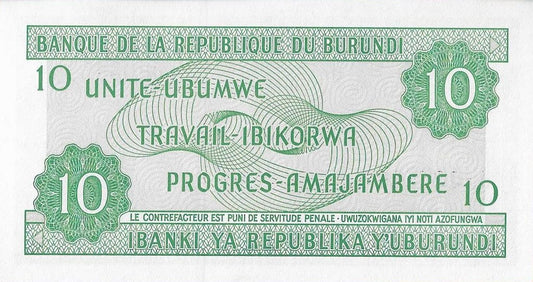 BANQUE DE LA REPUBLIQUE DU BURUNDI
10 UNITE-UBUMWE 10
TRAVAIL-IBIKORWA
10 PROGRES-AMAJAMBERE 10
LE CONTREFACTEUR EST PUNI DE SERVITUDE PENALE - UWUZOKWIGANA IYI NOTI AZOFUNGWA
IBANKI YA REPUBLIKA Y'UBURUNDI